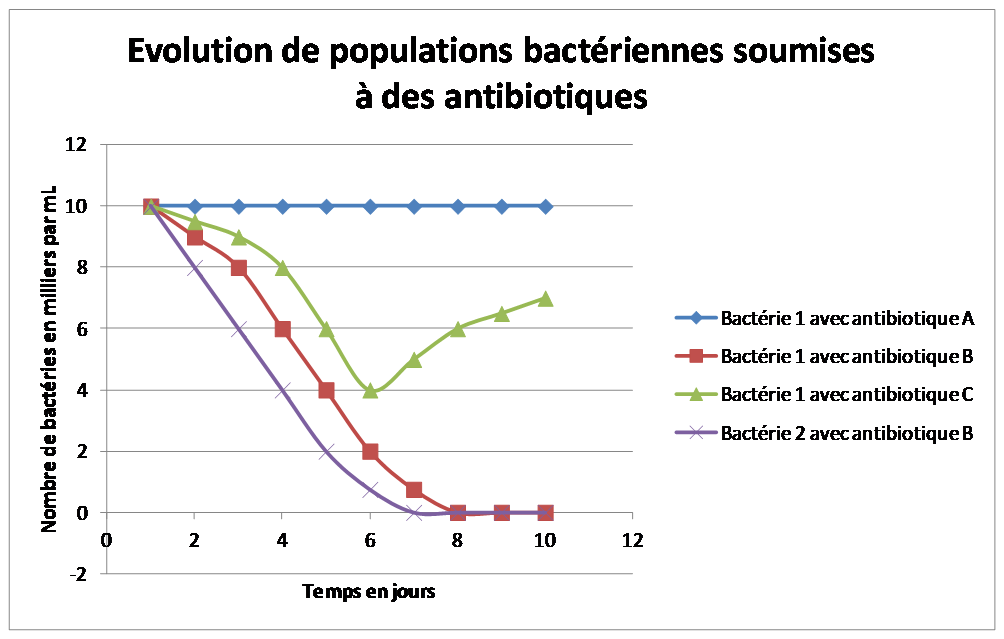 Evolution de populations bactériennes soumises
à des antibiotiques
Nombre de bactéries en milliers par mL
12
10
8
6
4
2
0
-2
0 2 4 6 8 10 12
Temps en jours
Bactérie 1 avec antibiotique A
Bactérie 1 avec antibiotique B
Bactérie 1 avec antibiotique C
Bactérie 2 avec antibiotique B